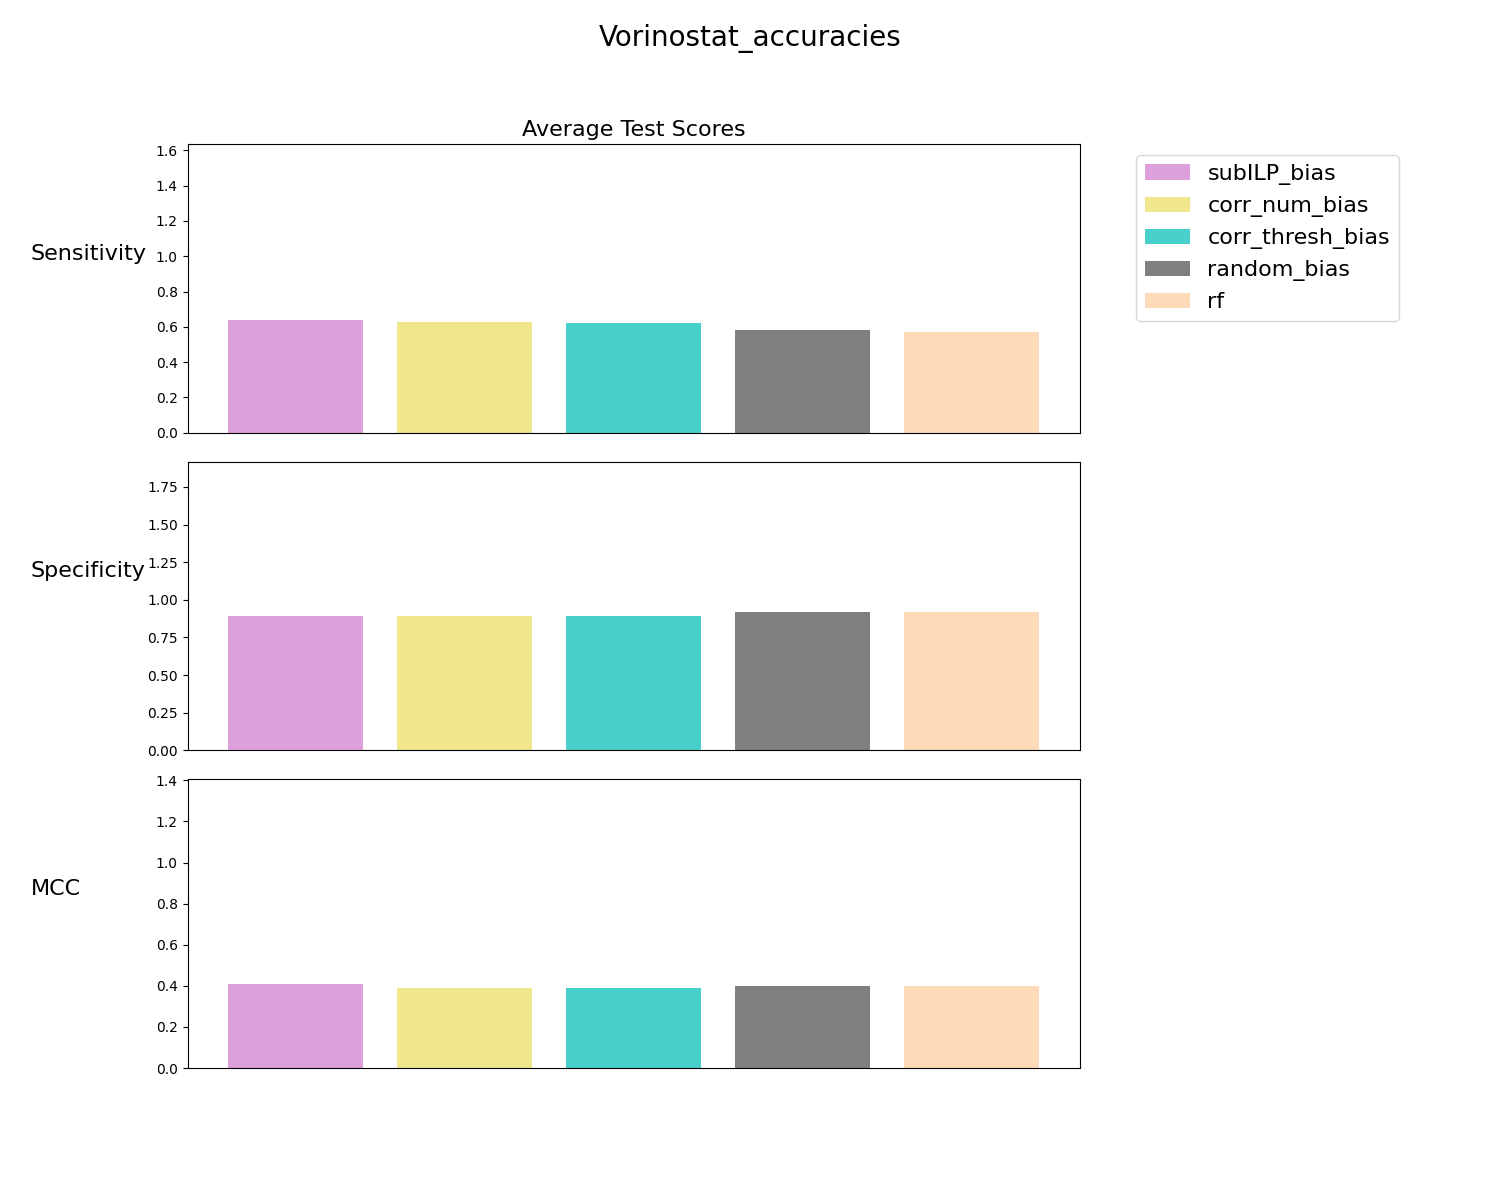 Vorinostat_accuracies
Average Test Scores
Sensitivity
1.6
1.4
1.2
1.0
0.8
0.6
0.4
0.2
0.0
subILP_bias
corr_num_bias
corr_thresh_bias
random_bias
rf
Specificity
1.75
1.50
1.25
1.00
0.75
0.50
0.25
0.00
MCC
1.4
1.2
1.0
0.8
0.6
0.4
0.2
0.0